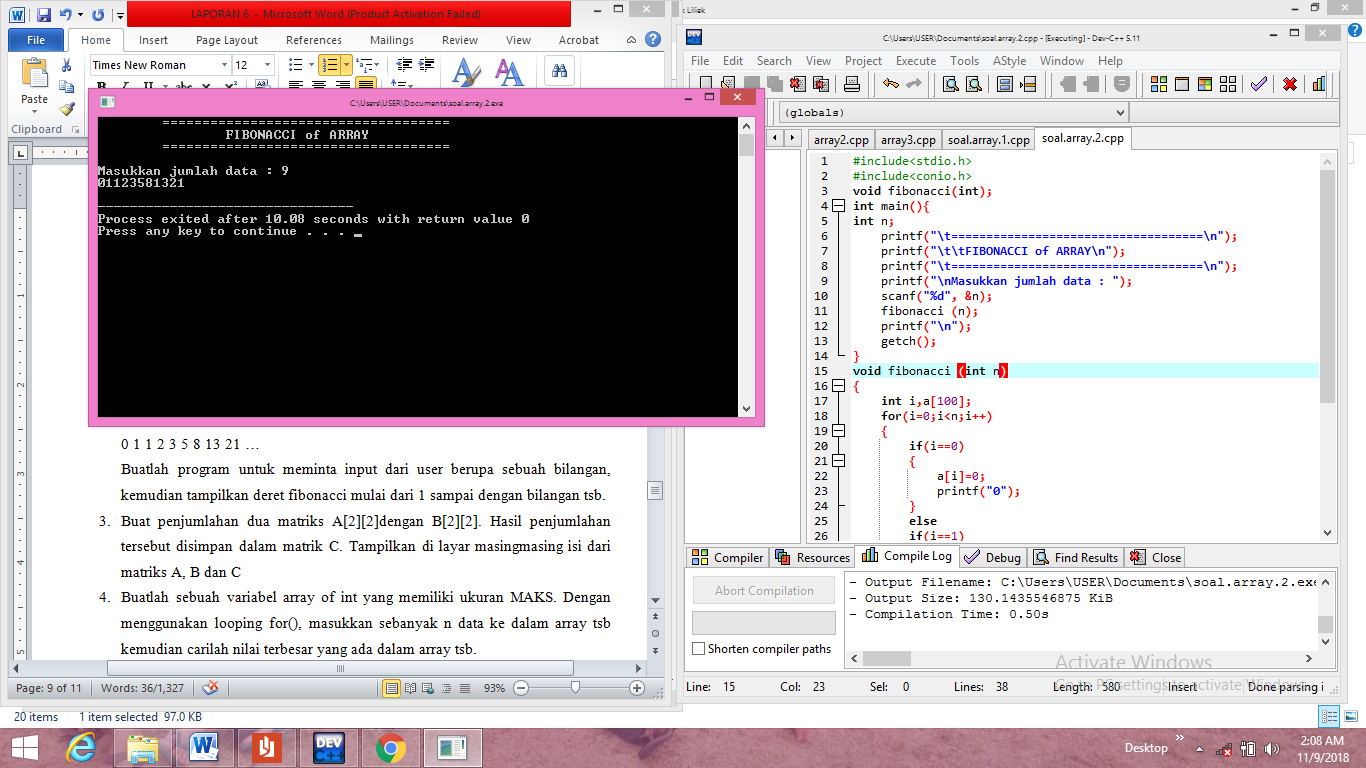 LAPORAN 6 - Microsoft Word (Product Activation Failed)
File Home Insert Page Layout References Mailings Review View Acrobat
Times New Roman 12
Paste
Clipboard
C:\Users\USER\Documents\soal.array.2.exe
====================================
FIBONACCI of ARRAY
====================================
Masukkan jumlah data : 9
01123581321
--------------------------------
Process exited after 10.08 seconds with return value 0
Press any key to continue . . . _
0 1 1 2 3 5 8 13 21 …
Buatlah program untuk meminta input dari user berupa sebuah bilangan,
kemudian tampilkan deret fibonacci mulai dari 1 sampai dengan bilangan tsb.
3. Buat penjumlahan dua matriks A[2][2]dengan B[2][2]. Hasil penjumlahan
tersebut disimpan dalam matrik C. Tampilkan di layar masingmasing isi dari
matriks A, B dan C
4. Buatlah sebuah variabel array of int yang memiliki ukuran MAKS. Dengan
menggunakan looping for(), masukkan sebanyak n data ke dalam array tsb
kemudian carilah nilai terbesar yang ada dalam array tsb.
Page: 9 of 11 Words: 36/1,327 93%
20 items 1 item selected 97.0 KB
Liliek
C:\Users\USER\Documents\soal.array.2.cpp - [Executing] - Dev-C++ 5.11
File Edit Search View Project Execute Tools AStyle Window Help
(globals)
array2.cpp array3.cpp soal.array.1.cpp soal.array.2.cpp
1 #include<stdio.h>
2 #include<conio.h>
3 void fibonacci(int);
4 int main(){
5 int n;
6 printf("\t====================================\n");
7 printf("\t\tFIBONACCI of ARRAY\n");
8 printf("\t====================================\n");
9 printf("\nMasukkan jumlah data : ");
10 scanf("%d", &n);
11 fibonacci (n);
12 printf("\n");
13 getch();
14 }
15 void fibonacci (int n)
16 {
17 int i,a[100];
18 for(i=0;i<n;i++)
19 {
20 if(i==0)
21 {
22 a[i]=0;
23 printf("0");
24 }
25 else
26 if(i==1)
Compiler Resources Compile Log Debug Find Results Close
Abort Compilation
Shorten compiler paths
- Output Filename: C:\Users\USER\Documents\soal.array.2.exe
- Output Size: 130.1435546875 KiB
- Compilation Time: 0.50s
Activate Windows
Go to PC settings to activate Windows.
Line: 15 Col: 23 Sel: 0 Lines: 38 Length: 580 Insert Done parsing i
Desktop
2:08 AM
11/9/2018